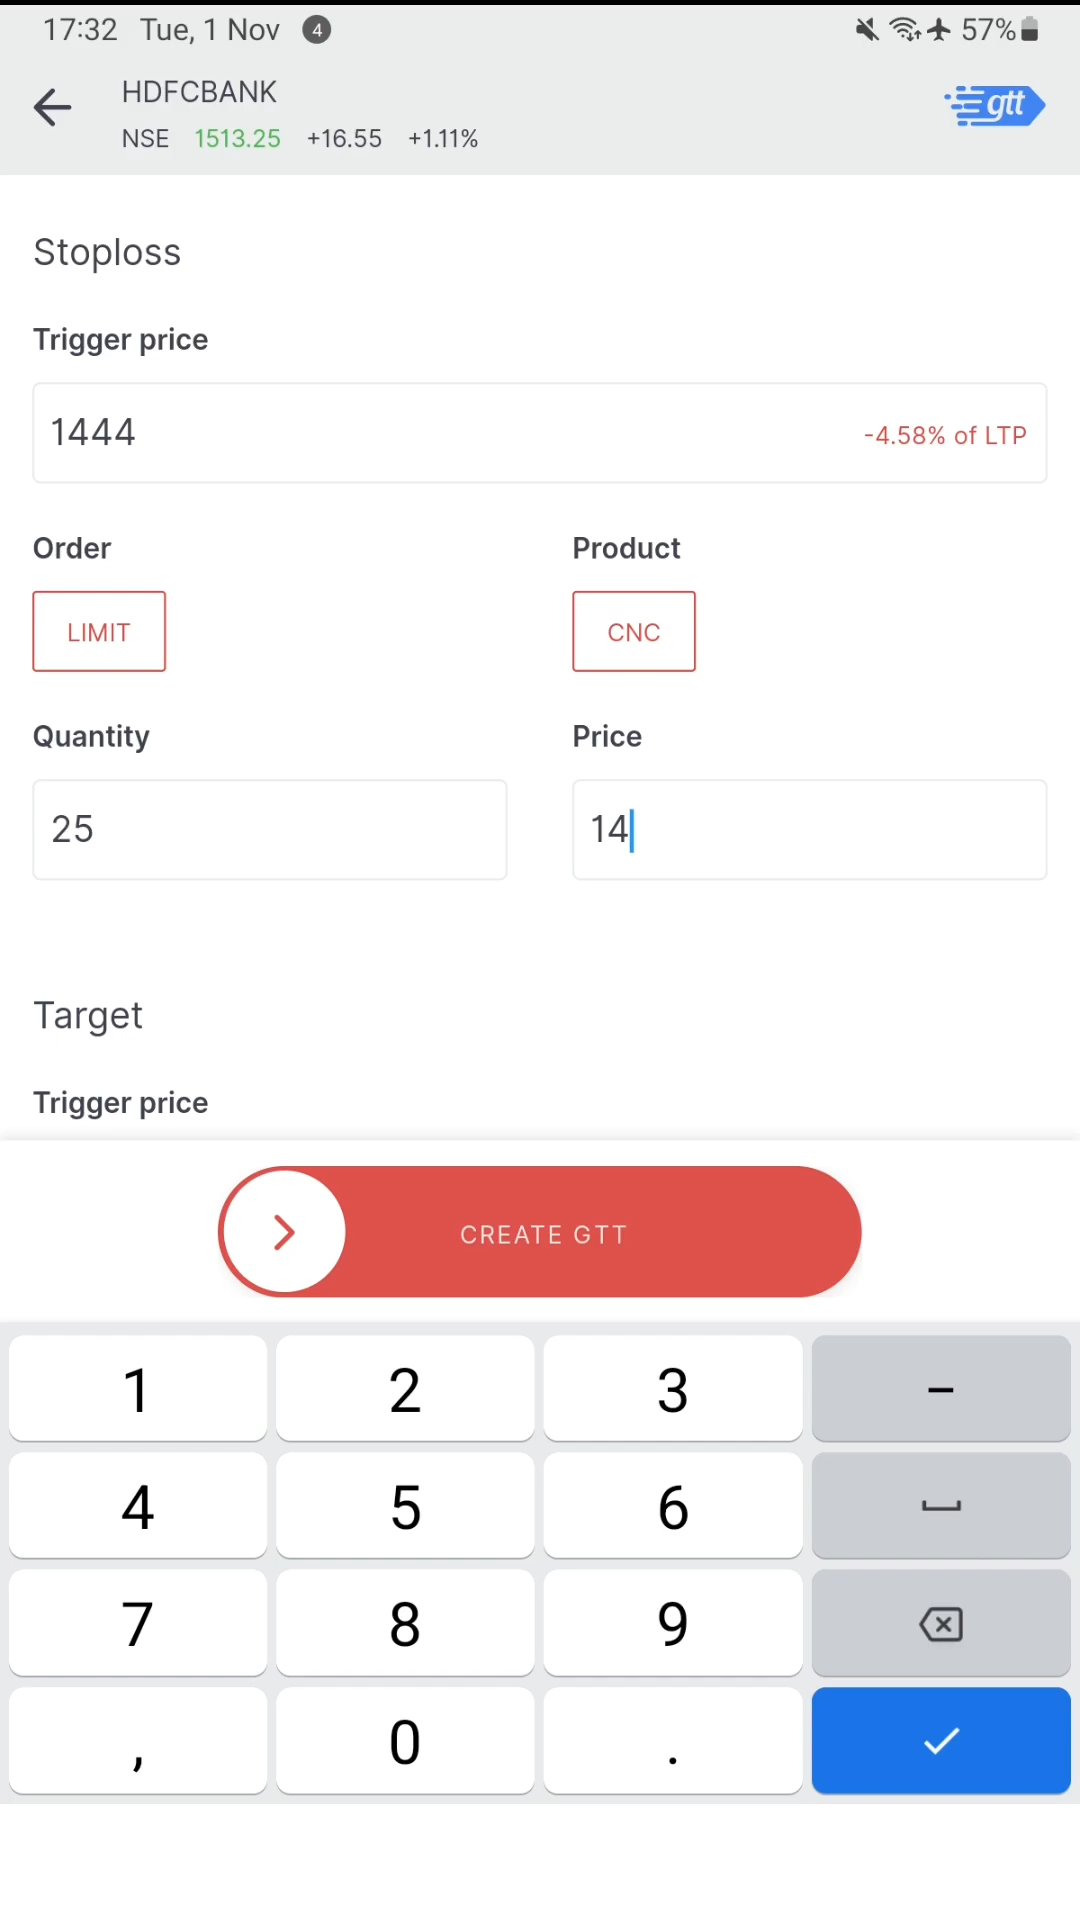 17:32 Tue, 1 Nov 4 57%
HDFCBANK
gtt
NSE 1513.25 +16.55 +1.11%
Stoploss
Trigger price
1444 -4.58% of LTP
Order Product
LIMIT CNC
Quantity Price
25 14
Target
Trigger price
CREATE GTT
1 2 3 -
4 5 6
7 8 9
, 0 .